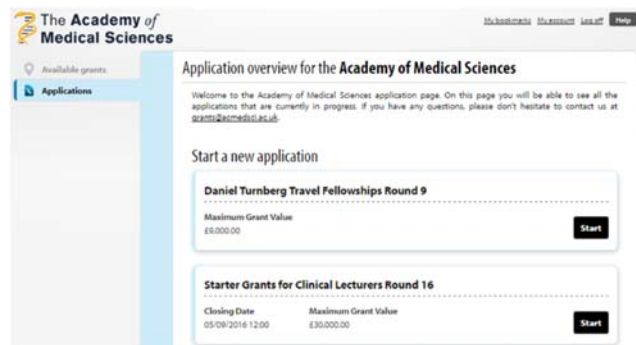 The Academy of
Medical Sciences
My bookmarks My account Log off Help
Available grants
Applications
Application overview for the Academy of Medical Sciences
Welcome to the Academy of Medical Sciences application page. On this page you will be able to see all the
applications that are currently in progress. If you have any questions, please don't hesitate to contact us at
grants@acmedsci.ac.uk.
Start a new application
Daniel Turnberg Travel Fellowships Round 9
Maximum Grant Value
£9,000.00
Start
Starter Grants for Clinical Lecturers Round 16
Closing Date Maximum Grant Value
05/09/2016 12:00 £30,000.00
Start